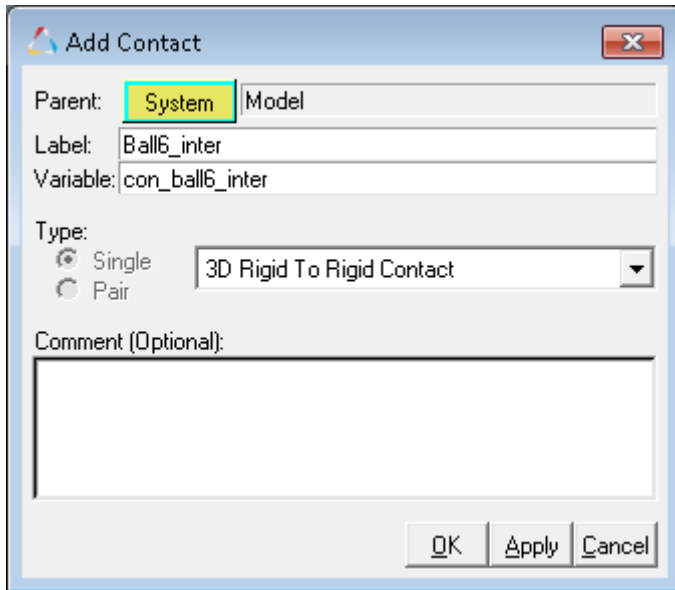 Add Contact
Parent: System Model
Label: Ball6_inter
Variable: con_ball6_inter
Type:
Single
3D Rigid To Rigid Contact
Pair
Comment (Optional):
OK Apply Cancel